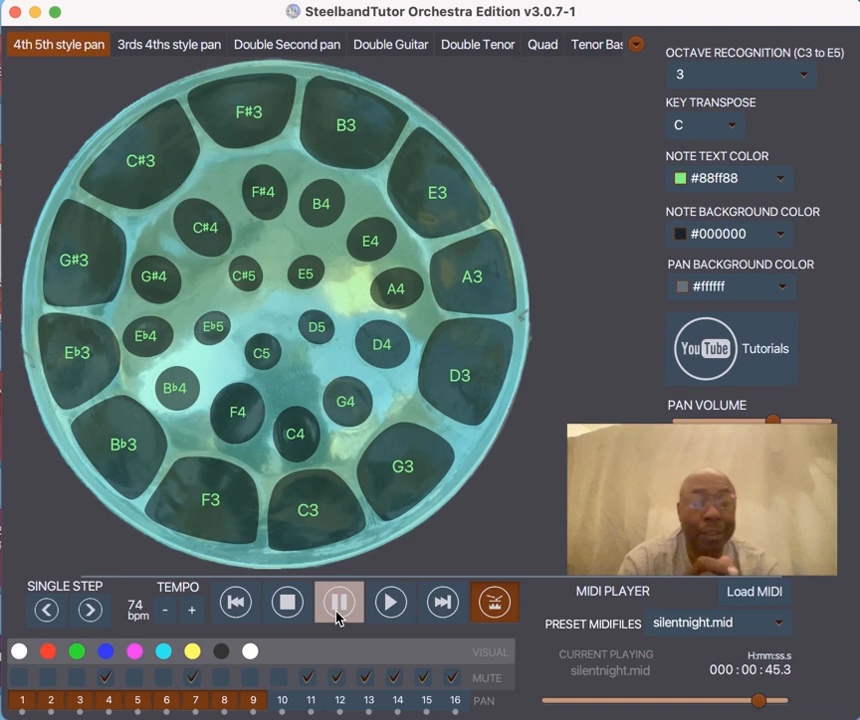 SteelbandTutor Orchestra Edition v3.0.7-1
4th 5th style pan 3rds 4ths style pan Double Second pan Double Guitar Double Tenor Quad Tenor Bas
OCTAVE RECOGNITION (C3 to E5)
3
KEY TRANSPOSE
C
NOTE TEXT COLOR
#88ff88
NOTE BACKGROUND COLOR
#000000
PAN BACKGROUND COLOR
#ffffff
YouTube Tutorials
PAN VOLUME
F#3
B3
C#3
E3
F#4
B4
C#4
E4
G#3
G#4
C#5
E5
A4
A3
E♭3
E♭4
E♭5
D5
D4
C5
D3
B♭4
F4
G4
C4
B♭3
G3
F3
C3
SINGLE STEP
TEMPO
74
bpm
- +
MIDI PLAYER
Load MIDI
PRESET MIDIFILES
silentnight.mid
CURRENT PLAYING
silentnight.mid
H:mm:ss.s
000 : 00 : 45.3
VISUAL
MUTE
1 2 3 4 5 6 7 8 9 10 11 12 13 14 15 16 PAN